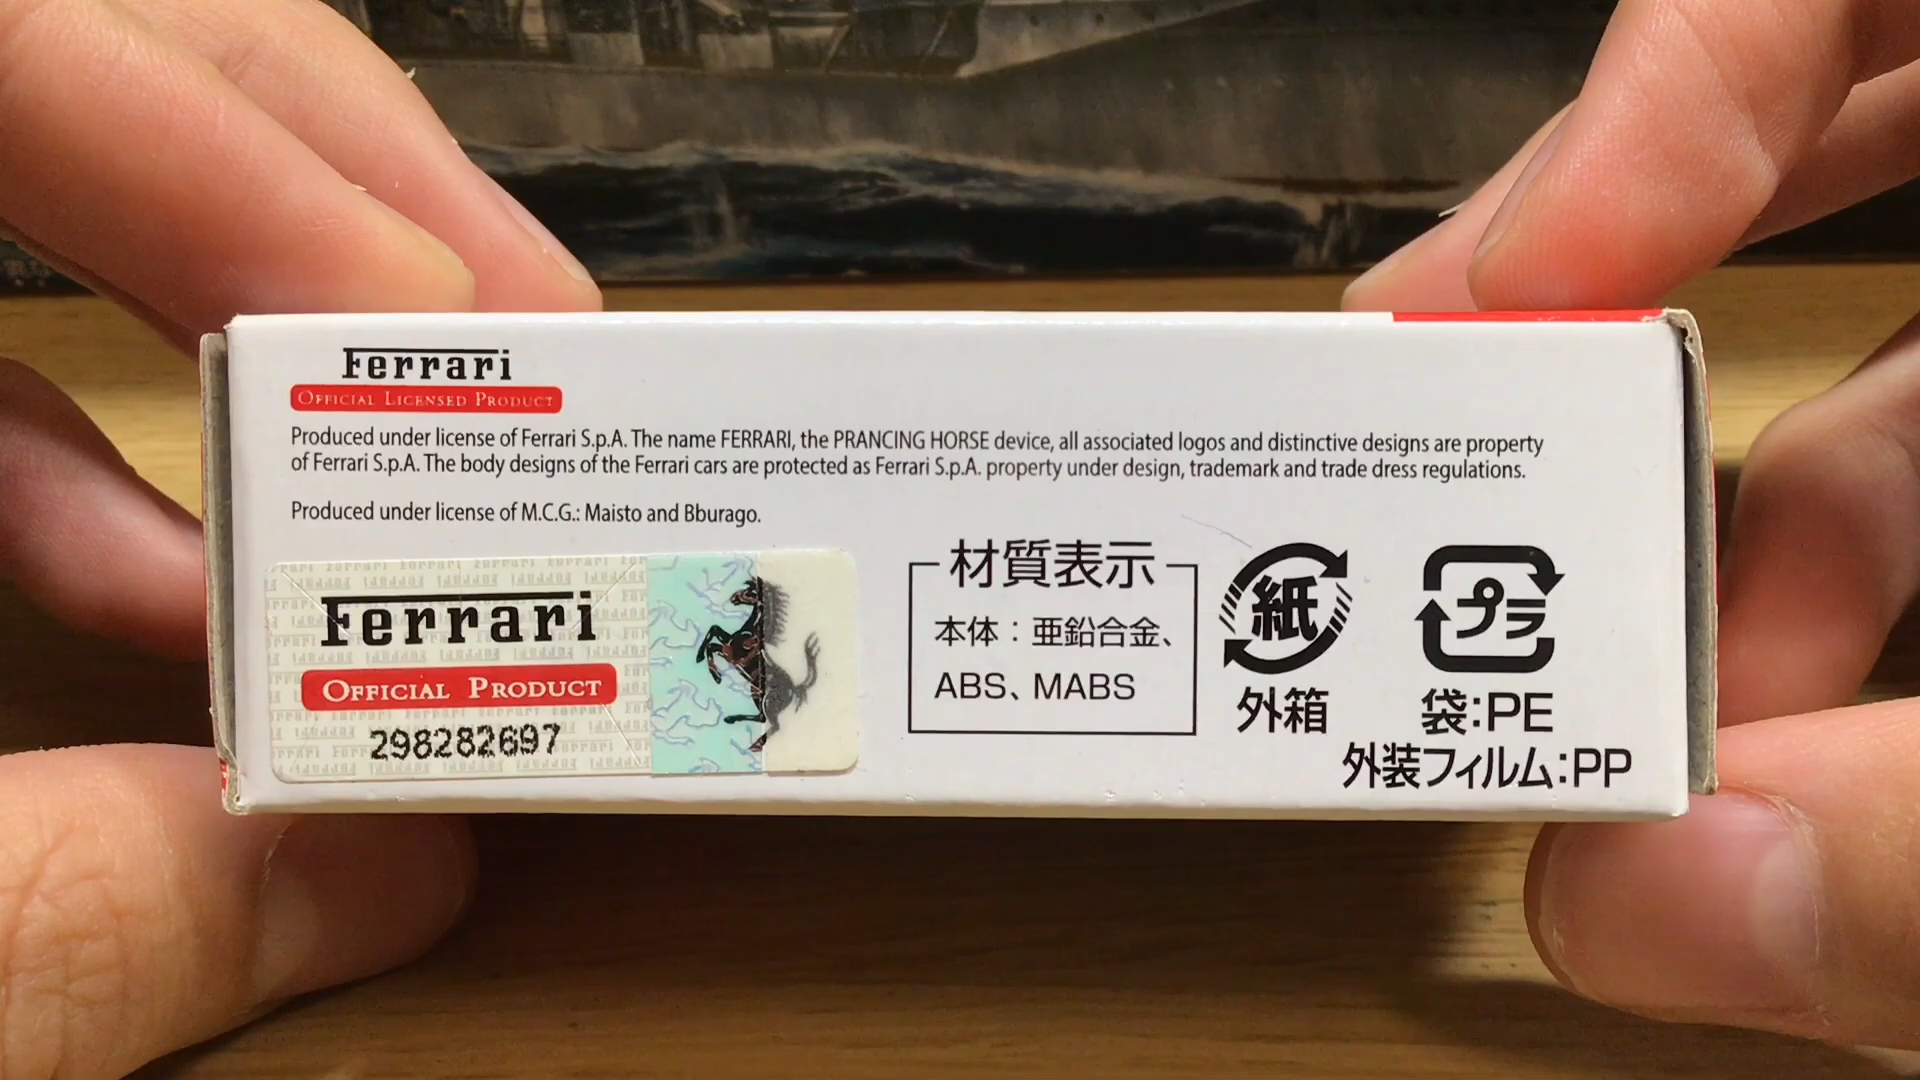 Ferrari
OFFICIAL LICENSED PRODUCT
Produced under license of Ferrari S.p.A. The name FERRARI, the PRANCING HORSE device, all associated logos and distinctive designs are property
of Ferrari S.p.A. The body designs of the Ferrari cars are protected as Ferrari S.p.A. property under design, trademark and trade dress regulations.
Produced under license of M.C.G.: Maisto and Bburago.
Ferrari
OFFICIAL PRODUCT
298282697
材質表示
本体：亜鉛合金、
ABS、MABS
紙
外箱
プラ
袋:PE
外装フィルム:PP